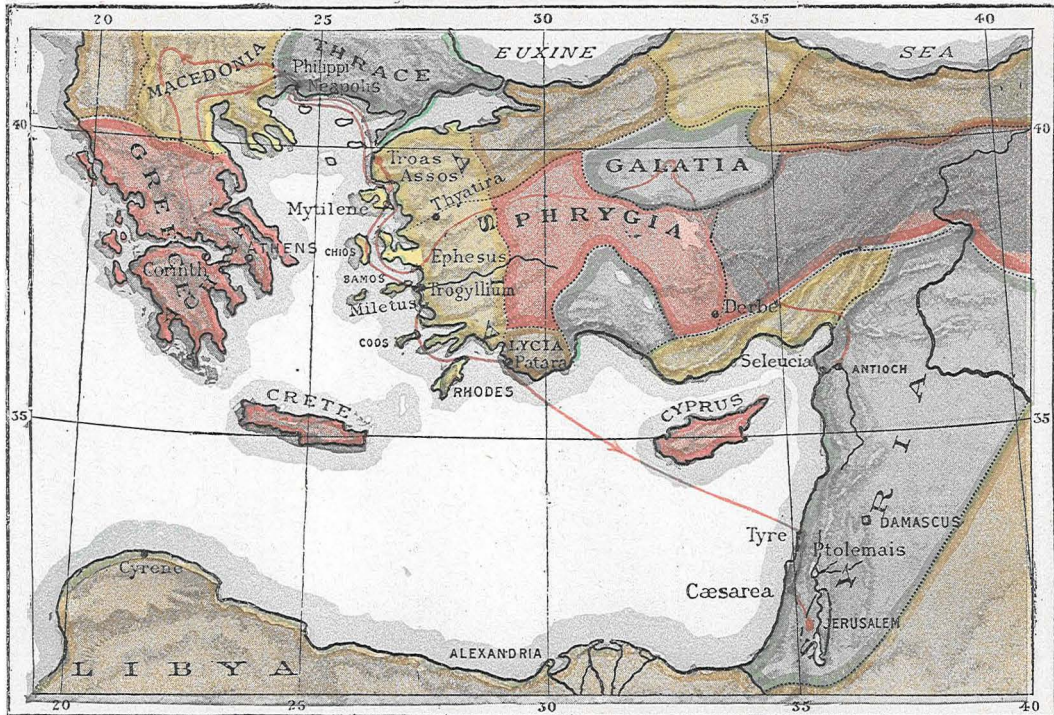 20 25 30 35 40
EUXINE SEA
THRACE
MACEDONIA
Philippi
Neapolis
40 40
GREECE
Troas
Assos
GALATIA
Thyatira
Mytilene
PHRYGIA
ASIA
ATHENS
CHIOS
Ephesus
Corinth
SAMOS
Trogyllium
Miletus
Derbe
COOS
LYCIA
Patara
Seleucia
ANTIOCH
RHODES
CRETE
CYPRUS
35 35
SYRIA
DAMASCUS
Tyre
Ptolemais
Cyrene
Cæsarea
JERUSALEM
ALEXANDRIA
LIBYA
20 25 30 35 40